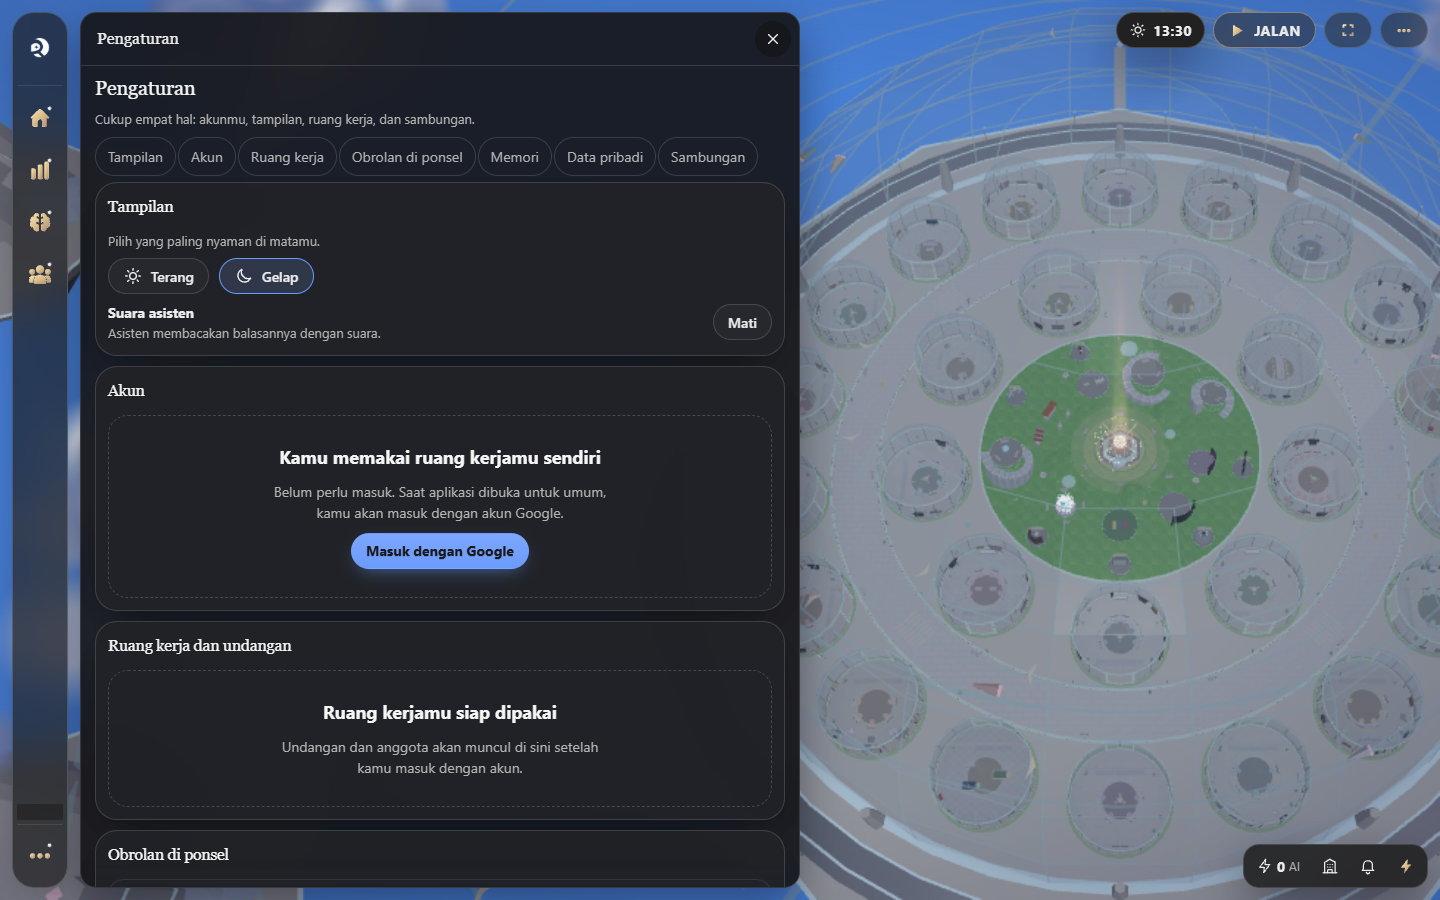 Pengaturan
13:30
JALAN
Pengaturan
Cukup empat hal: akunmu, tampilan, ruang kerja, dan sambungan.
Tampilan
Akun
Ruang kerja
Obrolan di ponsel
Memori
Data pribadi
Sambungan
Tampilan
Pilih yang paling nyaman di matamu.
Terang
Gelap
Suara asisten
Asisten membacakan balasannya dengan suara.
Mati
Akun
Kamu memakai ruang kerjamu sendiri
Belum perlu masuk. Saat aplikasi dibuka untuk umum,
kamu akan masuk dengan akun Google.
Masuk dengan Google
Ruang kerja dan undangan
Ruang kerjamu siap dipakai
Undangan dan anggota akan muncul di sini setelah
kamu masuk dengan akun.
Obrolan di ponsel
0 AI